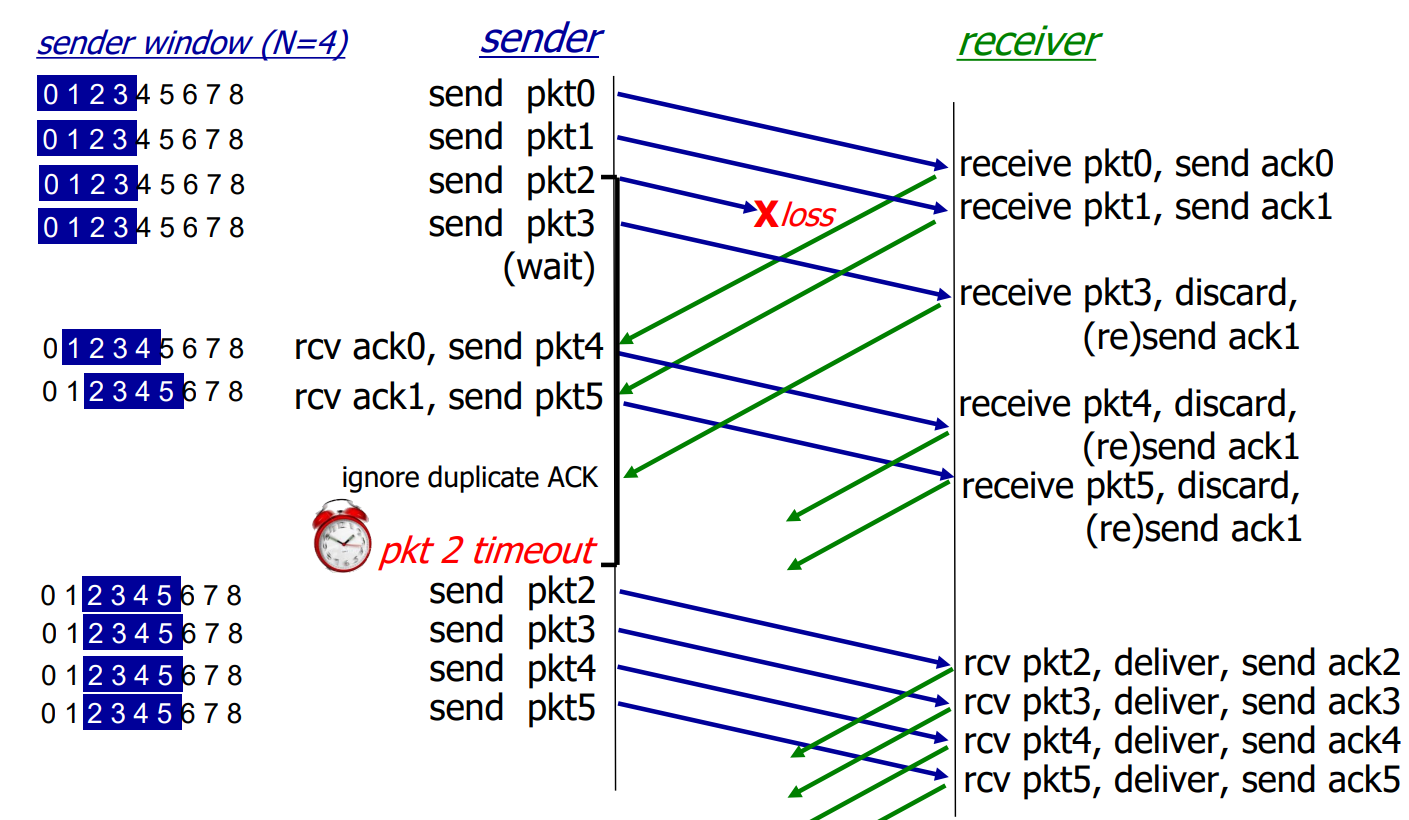 sender window (N=4)
sender
receiver
0 1 2 3 4 5 6 7 8
send pkt0
0 1 2 3 4 5 6 7 8
send pkt1
receive pkt0, send ack0
0 1 2 3 4 5 6 7 8
send pkt2
receive pkt1, send ack1
X loss
0 1 2 3 4 5 6 7 8
send pkt3
(wait)
receive pkt3, discard,
(re)send ack1
0 1 2 3 4 5 6 7 8
rcv ack0, send pkt4
0 1 2 3 4 5 6 7 8
rcv ack1, send pkt5
receive pkt4, discard,
(re)send ack1
ignore duplicate ACK
receive pkt5, discard,
(re)send ack1
pkt 2 timeout
0 1 2 3 4 5 6 7 8
send pkt2
0 1 2 3 4 5 6 7 8
send pkt3
rcv pkt2, deliver, send ack2
0 1 2 3 4 5 6 7 8
send pkt4
rcv pkt3, deliver, send ack3
0 1 2 3 4 5 6 7 8
send pkt5
rcv pkt4, deliver, send ack4
rcv pkt5, deliver, send ack5